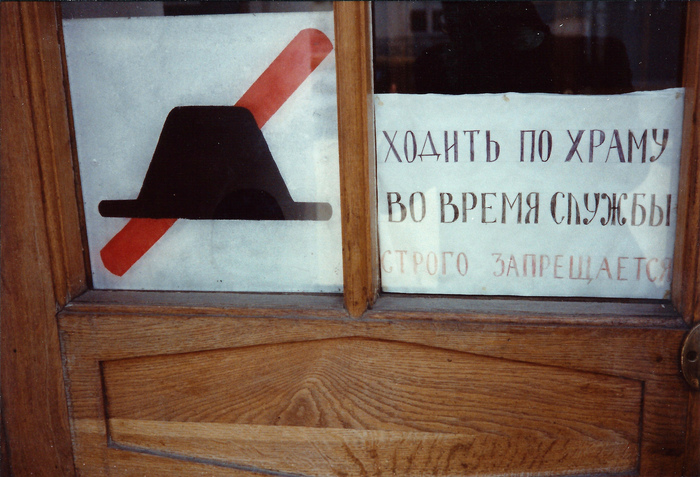 ХОДИТЬ ПО ХРАМУ
ВО ВРЕМЯ СЛУЖБЫ
СТРОГО ЗАПРЕЩАЕТСЯ